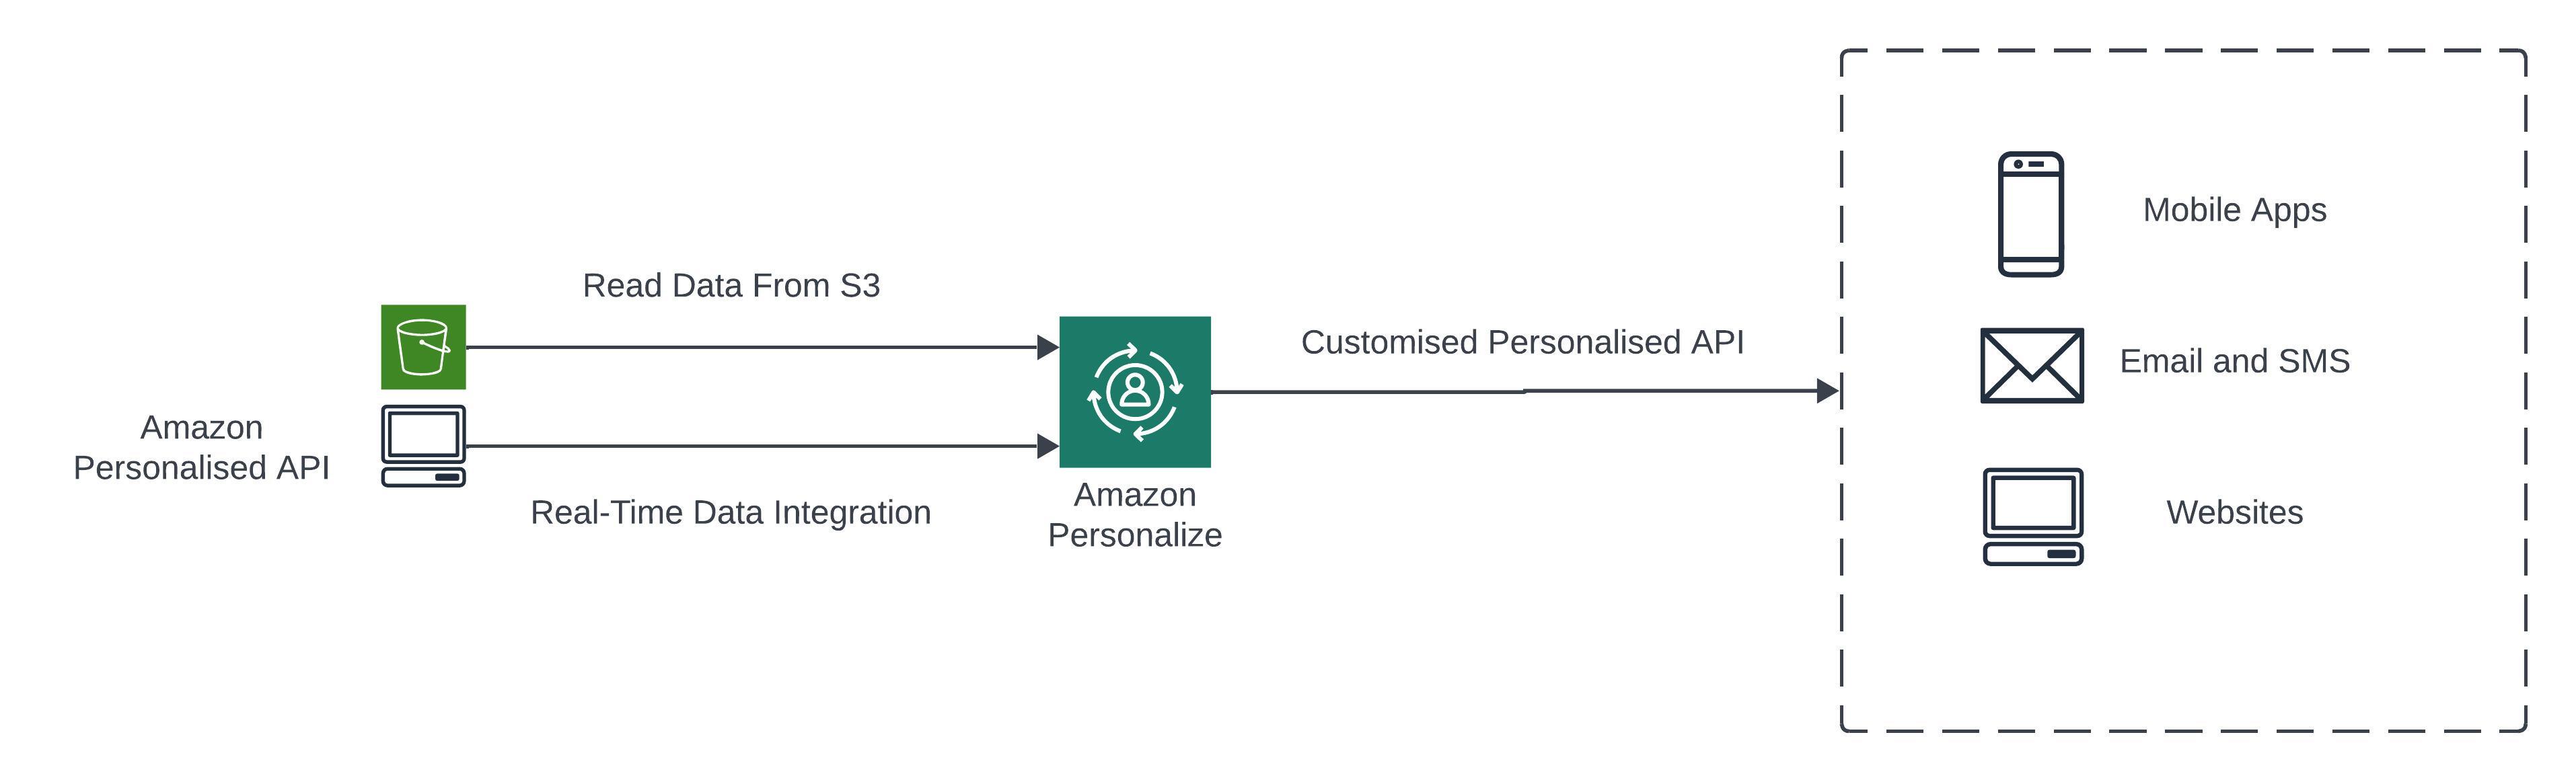 Read Data From S3
Amazon
Personalised API
Real-Time Data Integration
Amazon
Personalize
Customised Personalised API
Mobile Apps
Email and SMS
Websites